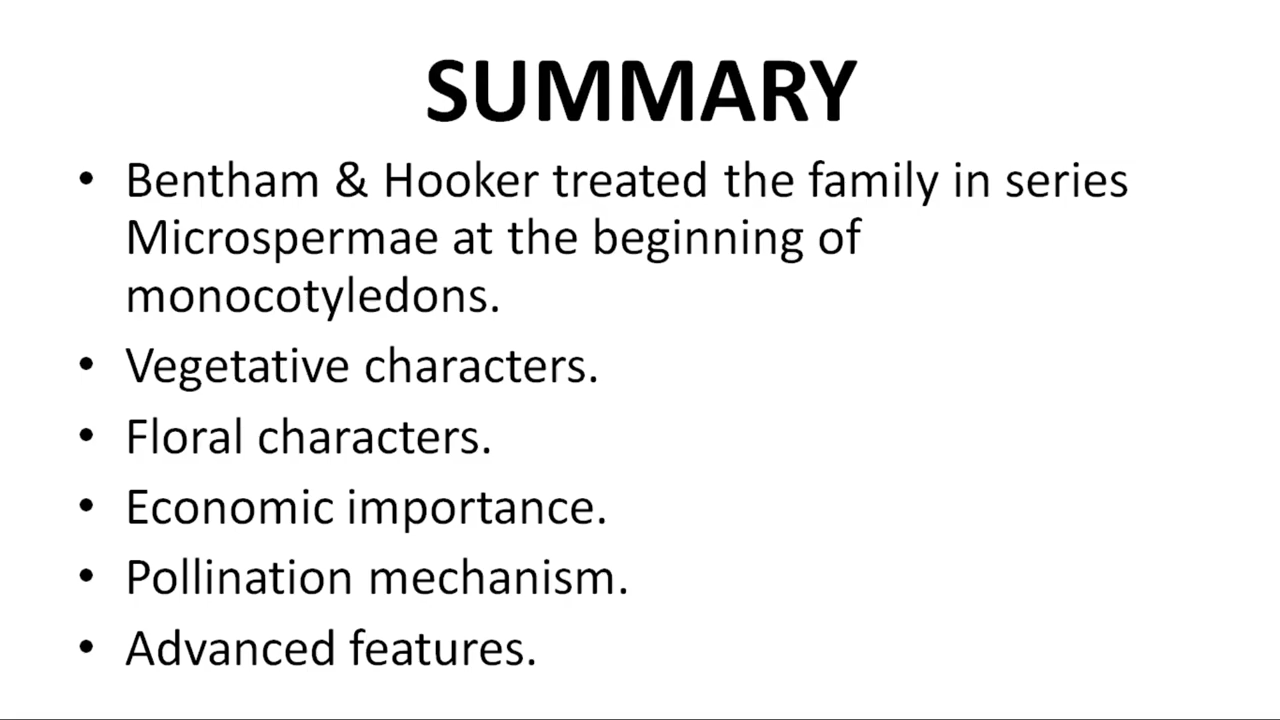 SUMMARY
• Bentham & Hooker treated the family in series
Microspermae at the beginning of
monocotyledons.
• Vegetative characters.
• Floral characters.
• Economic importance.
• Pollination mechanism.
• Advanced features.